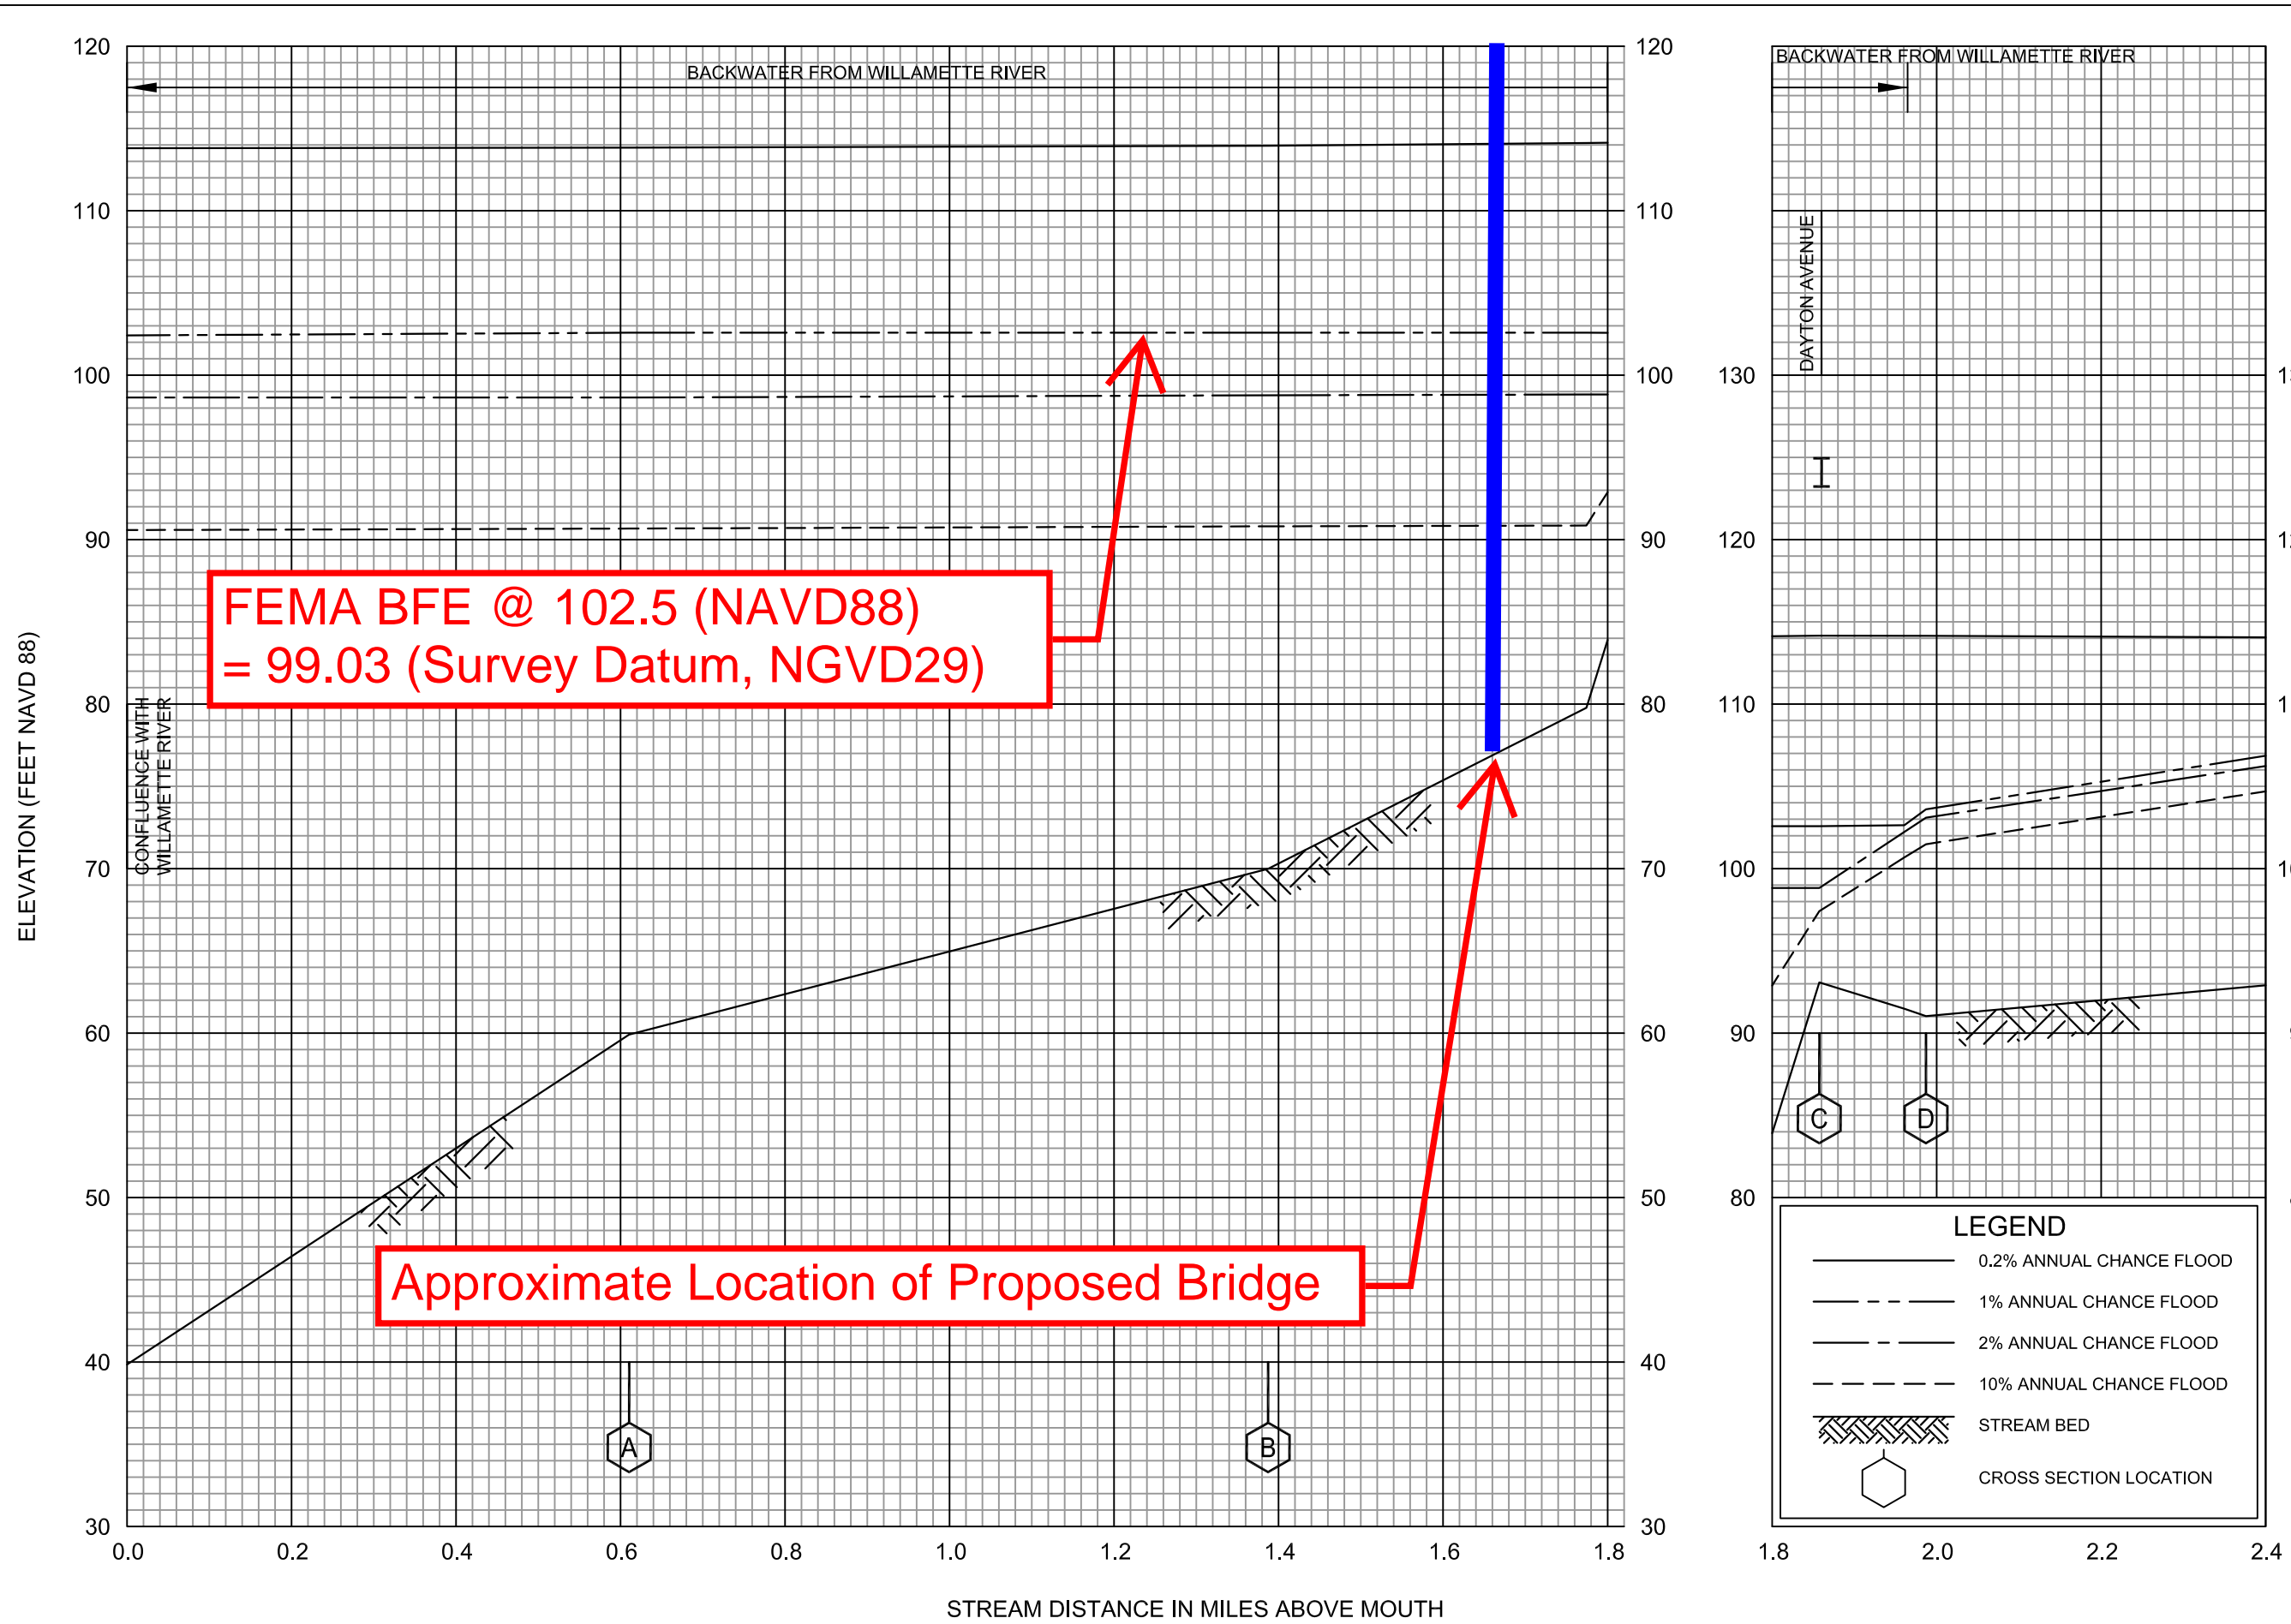 BACKWATER FROM WILLAMETTE RIVER
BACKWATER FROM WILLAMETTE RIVER
ELEVATION (FEET NAVD 88)
120
110
100
90
80
70
60
50
40
30
120
110
100
90
80
70
60
50
40
30
130
120
110
100
90
80
DAYTON AVENUE
FEMA BFE @ 102.5 (NAVD88)
= 99.03 (Survey Datum, NGVD29)
CONFLUENCE WITH
WILLAMETTE RIVER
Approximate Location of Proposed Bridge
A
B
C
D
LEGEND
0.2% ANNUAL CHANCE FLOOD
1% ANNUAL CHANCE FLOOD
2% ANNUAL CHANCE FLOOD
10% ANNUAL CHANCE FLOOD
STREAM BED
CROSS SECTION LOCATION
0.0 0.2 0.4 0.6 0.8 1.0 1.2 1.4 1.6 1.8
1.8 2.0 2.2 2.4
STREAM DISTANCE IN MILES ABOVE MOUTH